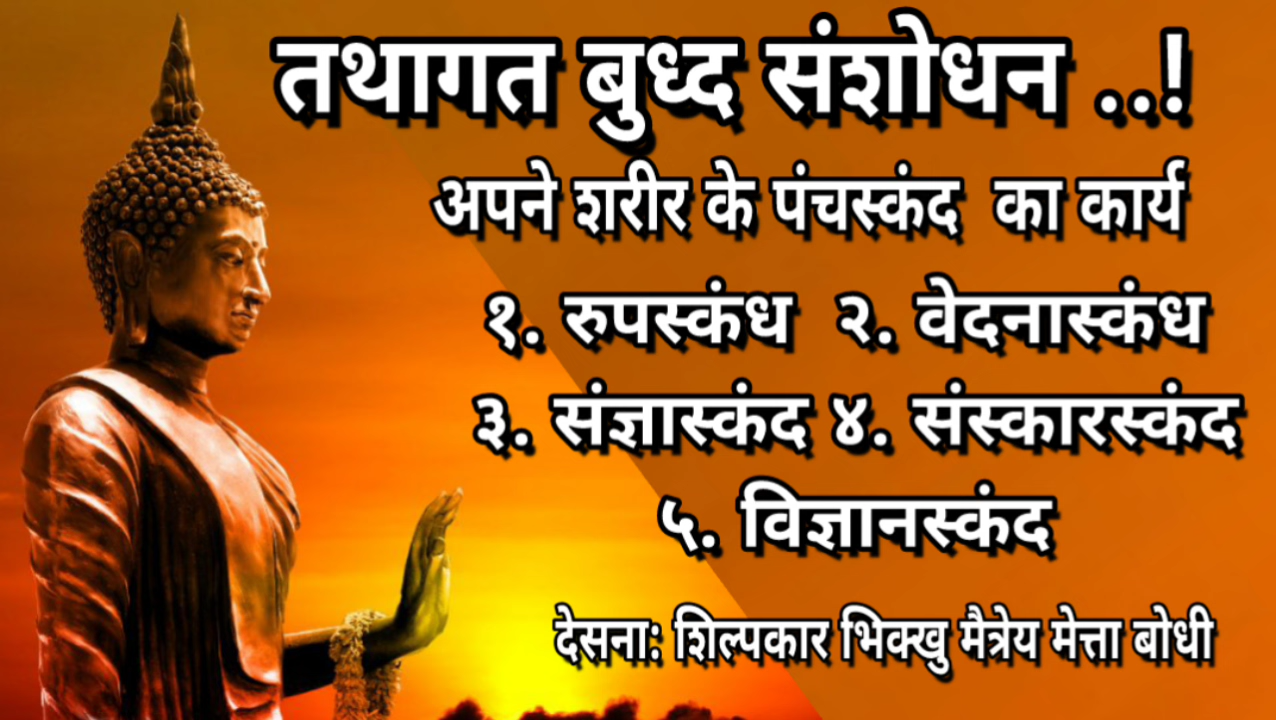 तथागत बुध्द संशोधन ..!
अपने शरीर के पंचस्कंद का कार्य
१. रुपस्कंध २. वेदनास्कंध
३. संज्ञास्कंद ४. संस्कारस्कंद
५. विज्ञानस्कंद
देसना: शिल्पकार भिक्खु मैत्रेय मेत्ता बोधी